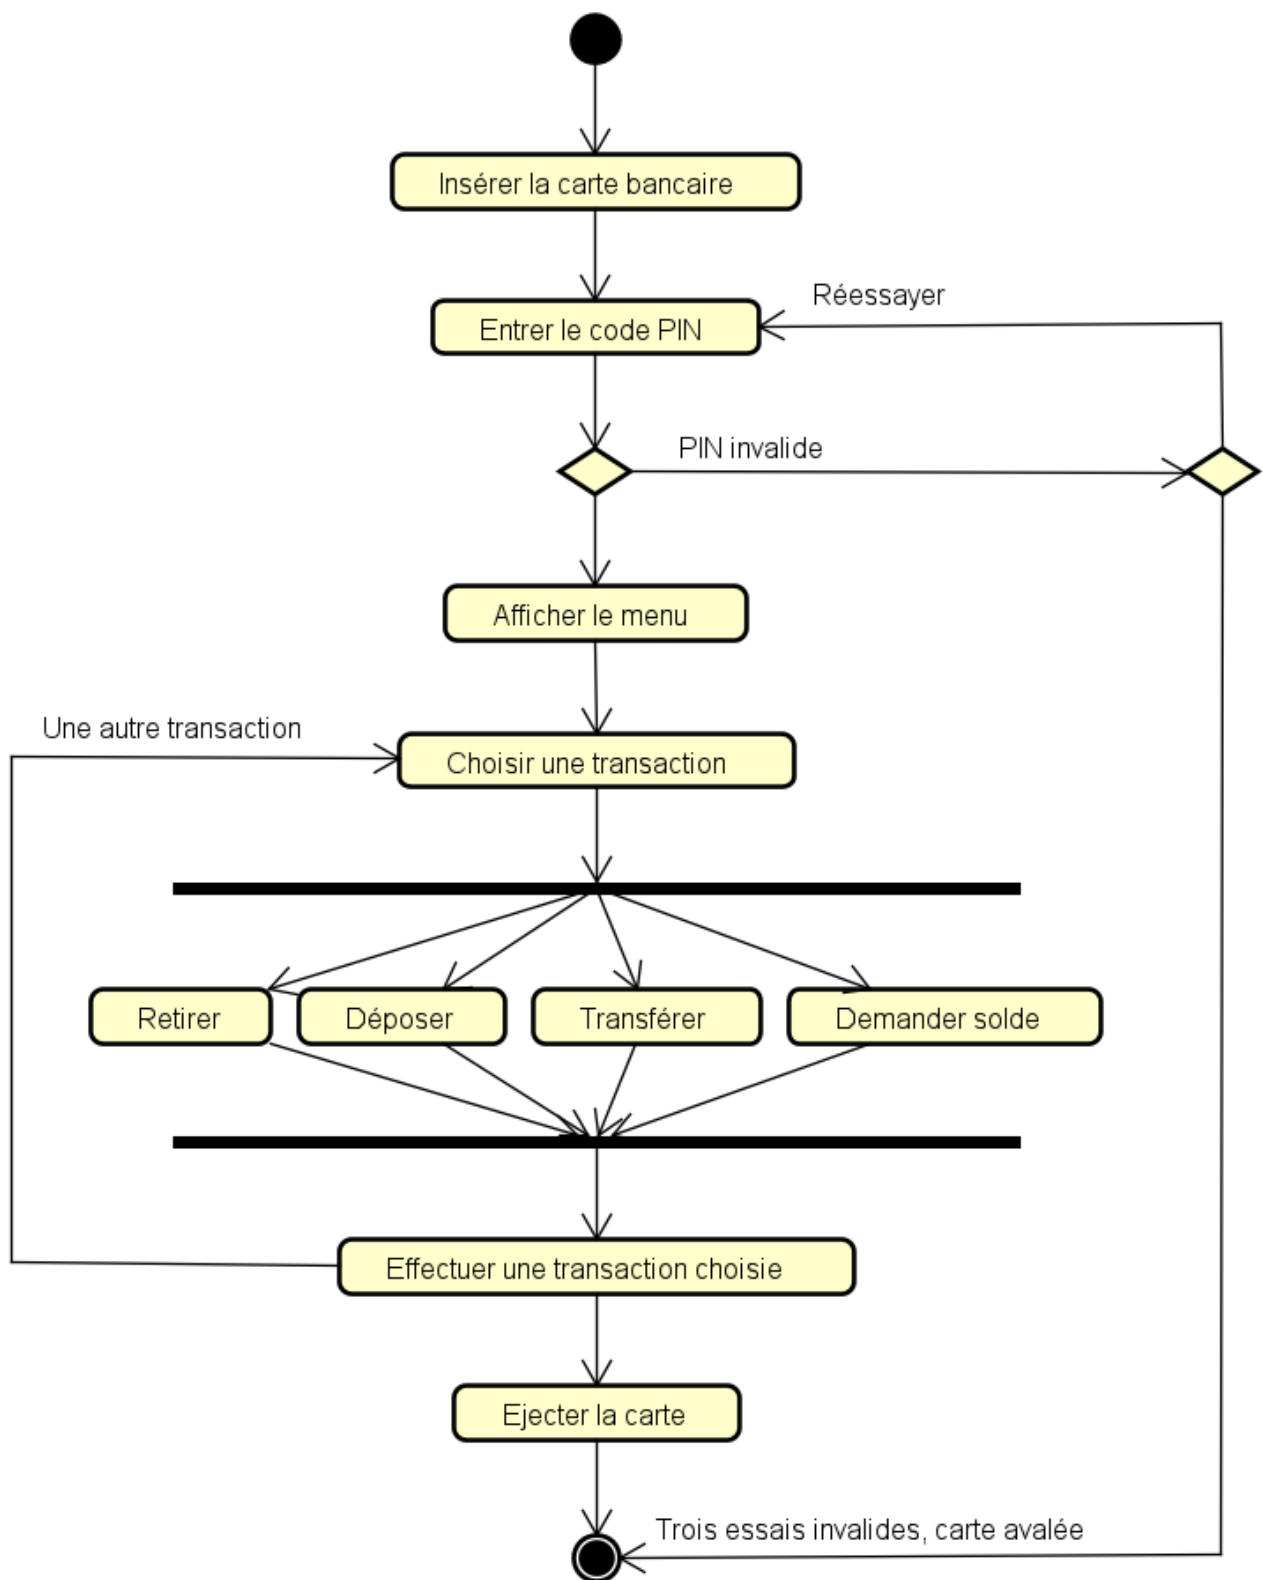 Insérer la carte bancaire
Réessayer
Entrer le code PIN
PIN invalide
Afficher le menu
Une autre transaction
Choisir une transaction
Retirer
Déposer
Transférer
Demander solde
Effectuer une transaction choisie
Ejecter la carte
Trois essais invalides, carte avalée